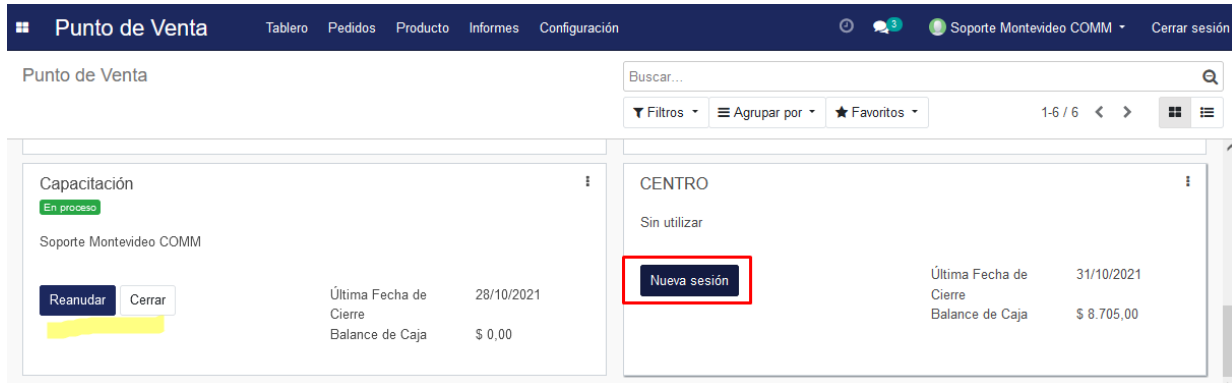 Punto de Venta Tablero Pedidos Producto Informes Configuración 3 Soporte Montevideo COMM Cerrar sesión
Punto de Venta Buscar...
Filtros Agrupar por Favoritos 1-6 / 6
Capacitación
En proceso
Soporte Montevideo COMM
Reanudar Cerrar
Última Fecha de Cierre 28/10/2021
Balance de Caja $ 0,00
CENTRO
Sin utilizar
Nueva sesión
Última Fecha de Cierre 31/10/2021
Balance de Caja $ 8.705,00